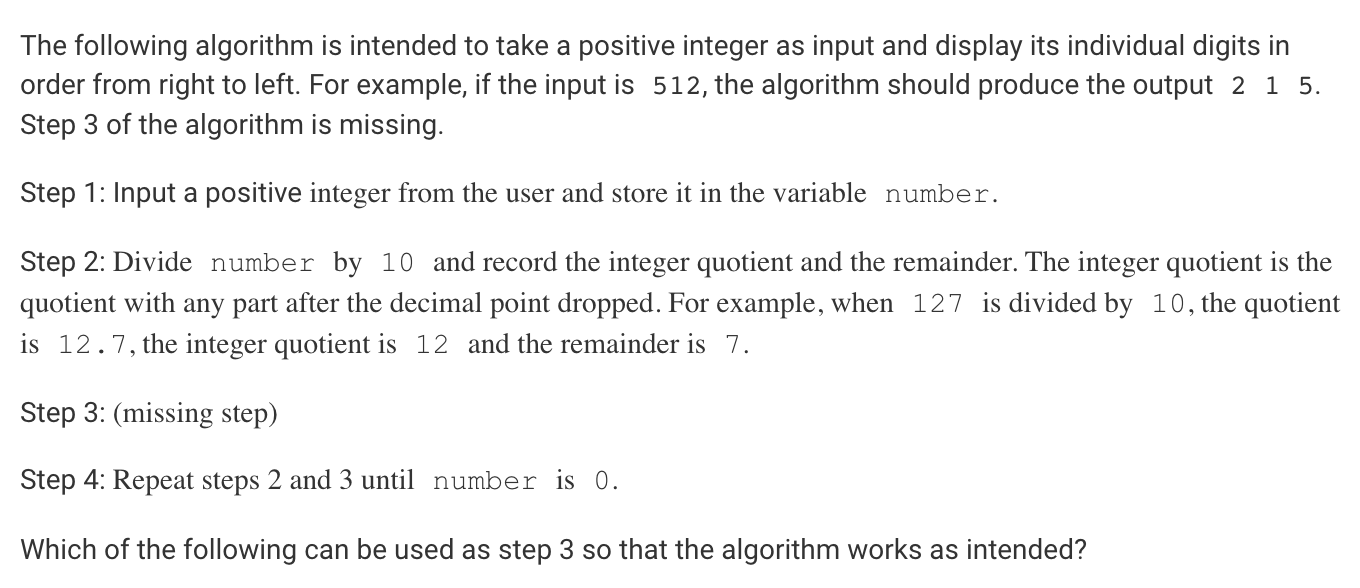 The following algorithm is intended to take a positive integer as input and display its individual digits in
order from right to left. For example, if the input is 512, the algorithm should produce the output 2 1 5.
Step 3 of the algorithm is missing.
Step 1: Input a positive integer from the user and store it in the variable number.
Step 2: Divide number by 10 and record the integer quotient and the remainder. The integer quotient is the
quotient with any part after the decimal point dropped. For example, when 127 is divided by 10, the quotient
is 12.7, the integer quotient is 12 and the remainder is 7.
Step 3: (missing step)
Step 4: Repeat steps 2 and 3 until number is 0.
Which of the following can be used as step 3 so that the algorithm works as intended?